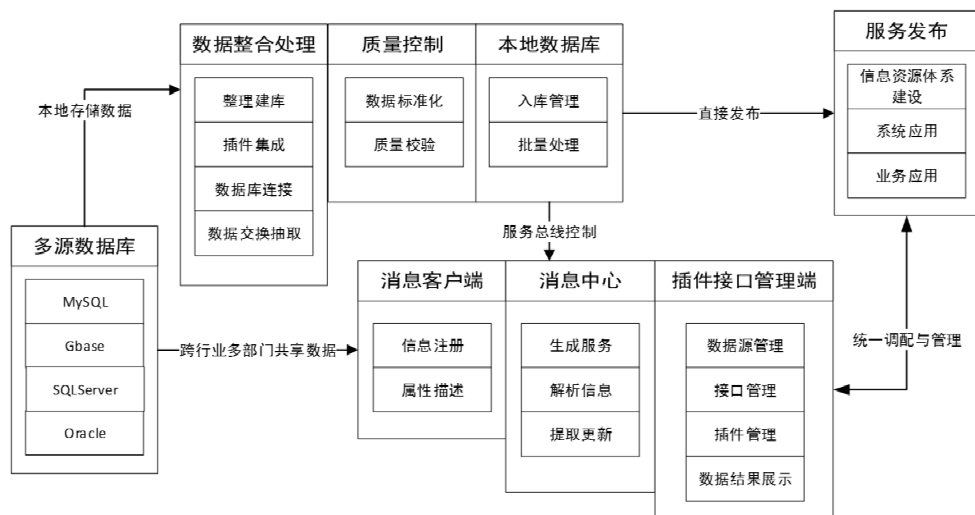 数据整合处理
整理建库
插件集成
数据库连接
数据交换抽取
质量控制
数据标准化
质量校验
本地数据库
入库管理
批量处理
服务发布
信息资源体系
建设
系统应用
业务应用
本地存储数据
直接发布
服务总线控制
多源数据库
MySQL
Gbase
SQLServer
Oracle
跨行业多部门共享数据
消息客户端
信息注册
属性描述
消息中心
生成服务
解析信息
提取更新
插件接口管理端
数据源管理
接口管理
插件管理
数据结果展示
统一调配与管理